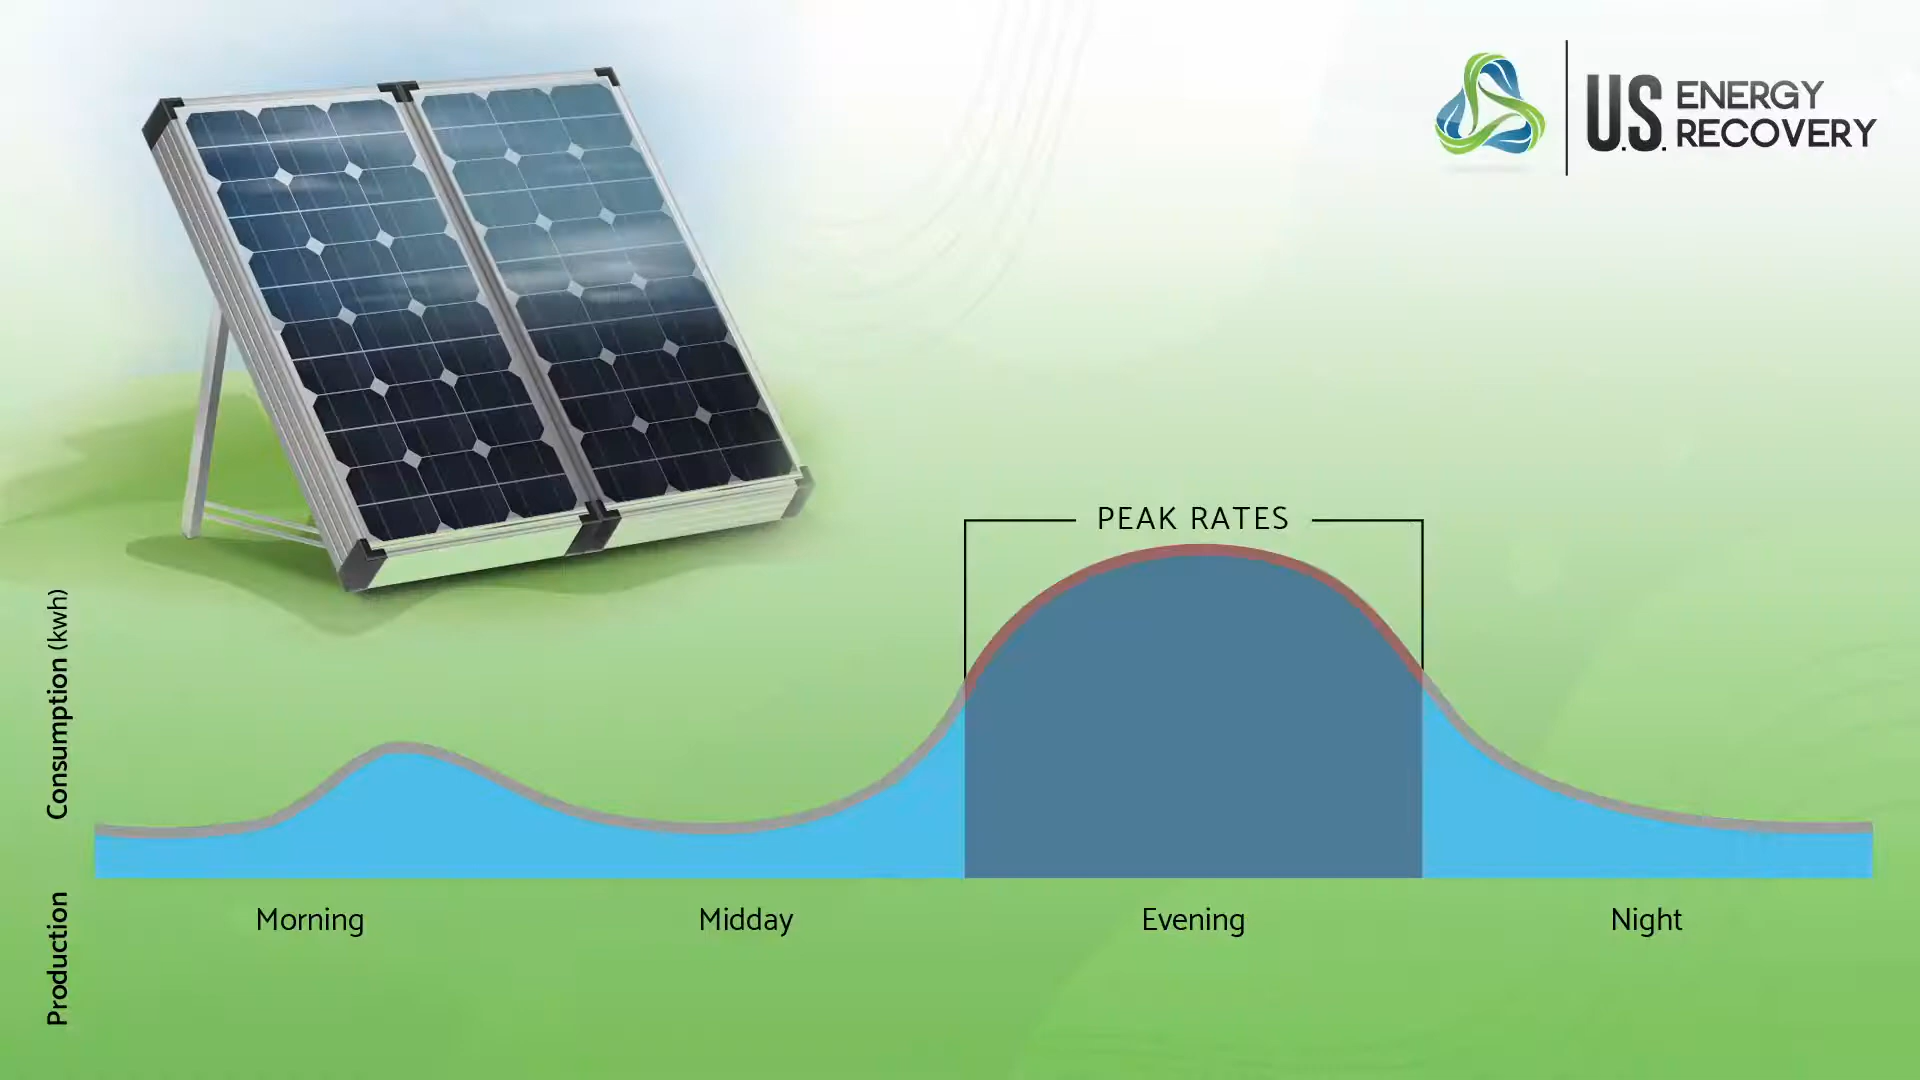 U.S. ENERGY
RECOVERY
PEAK RATES
Consumption (kwh)
Production
Morning
Midday
Evening
Night